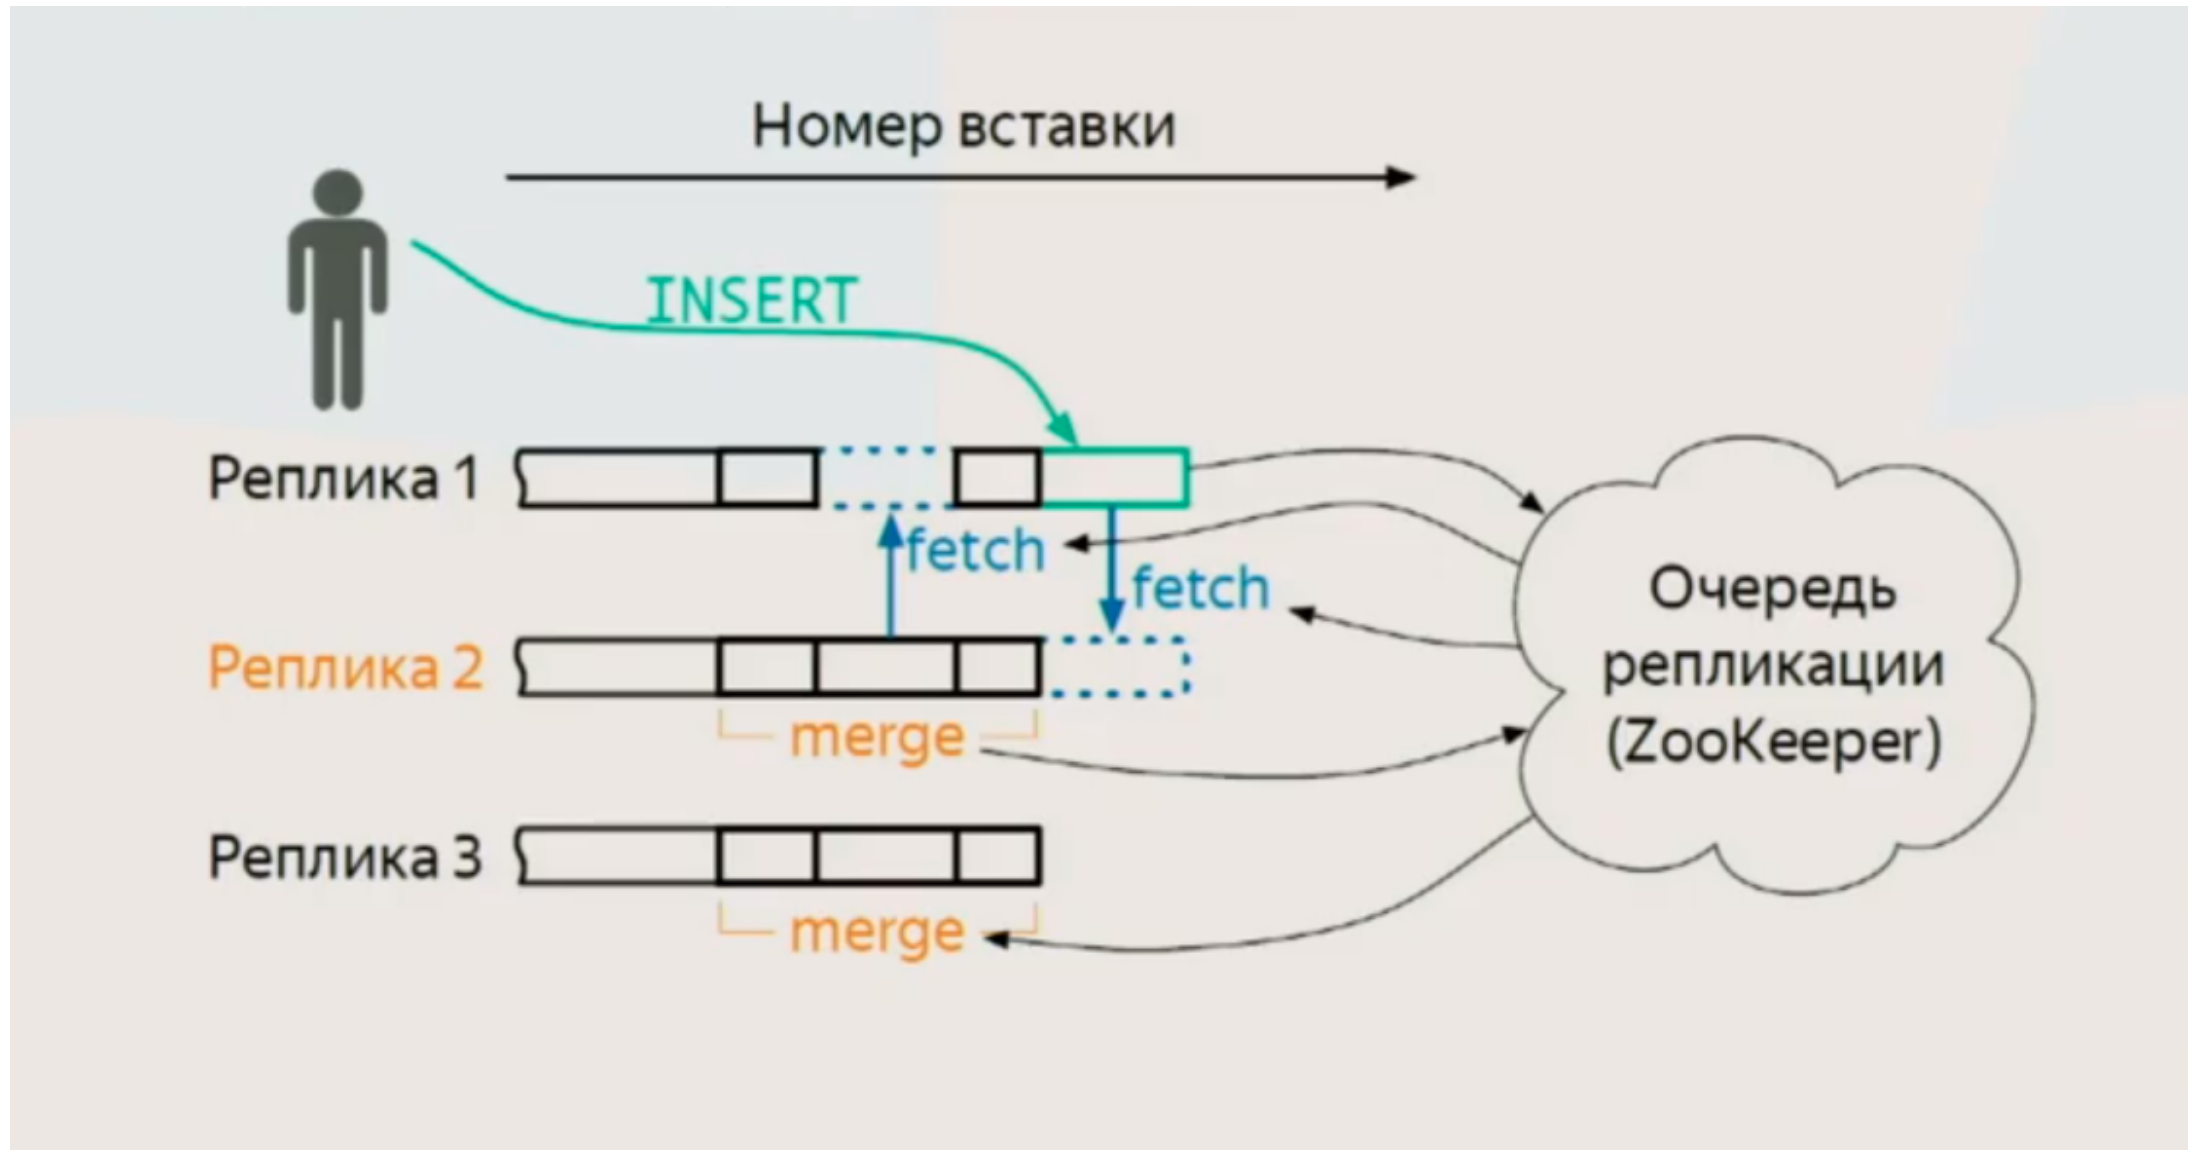 Номер вставки
INSERT
Реплика 1
fetch
fetch
Реплика 2
merge
Реплика 3
merge
Очередь
репликации
(ZooKeeper)